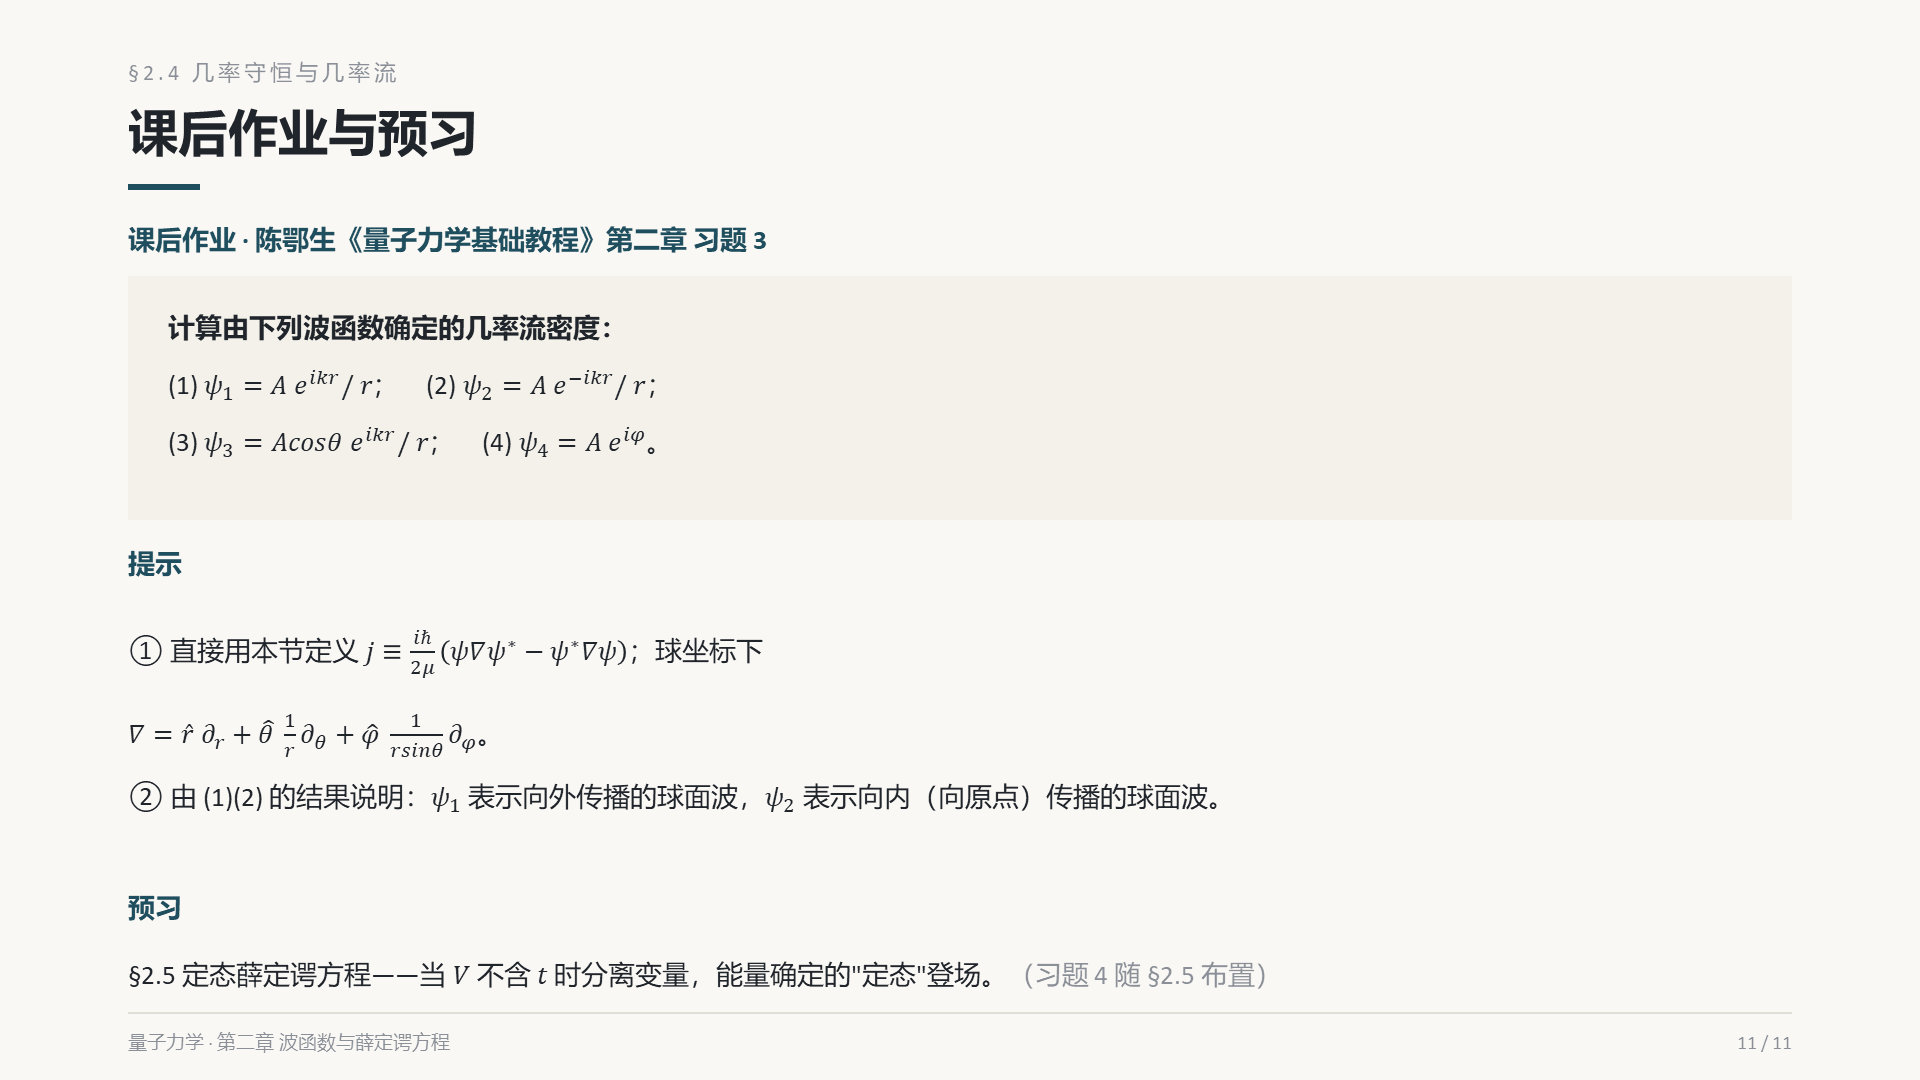 §2.4 几率守恒与几率流
课后作业与预习
课后作业 · 陈鄂生《量子力学基础教程》第二章 习题 3
计算由下列波函数确定的几率流密度：
(1) ψ₁ = A e^{ikr}/ r；  (2) ψ₂ = A e^{−ikr}/ r；
(3) ψ₃ = Acosθ e^{ikr}/ r；  (4) ψ₄ = A e^{iφ}。
提示
① 直接用本节定义 j ≡ \frac{iℏ}{2μ}(ψ∇ψ* − ψ*∇ψ)；球坐标下
∇ = r̂ ∂_r + θ̂ \frac{1}{r}∂_θ + φ̂ \frac{1}{rsinθ}∂_φ。
② 由 (1)(2) 的结果说明：ψ₁ 表示向外传播的球面波，ψ₂ 表示向内（向原点）传播的球面波。
预习
§2.5 定态薛定谔方程——当 V 不含 t 时分离变量，能量确定的"定态"登场。（习题 4 随 §2.5 布置）
量子力学 · 第二章 波函数与薛定谔方程
11 / 11